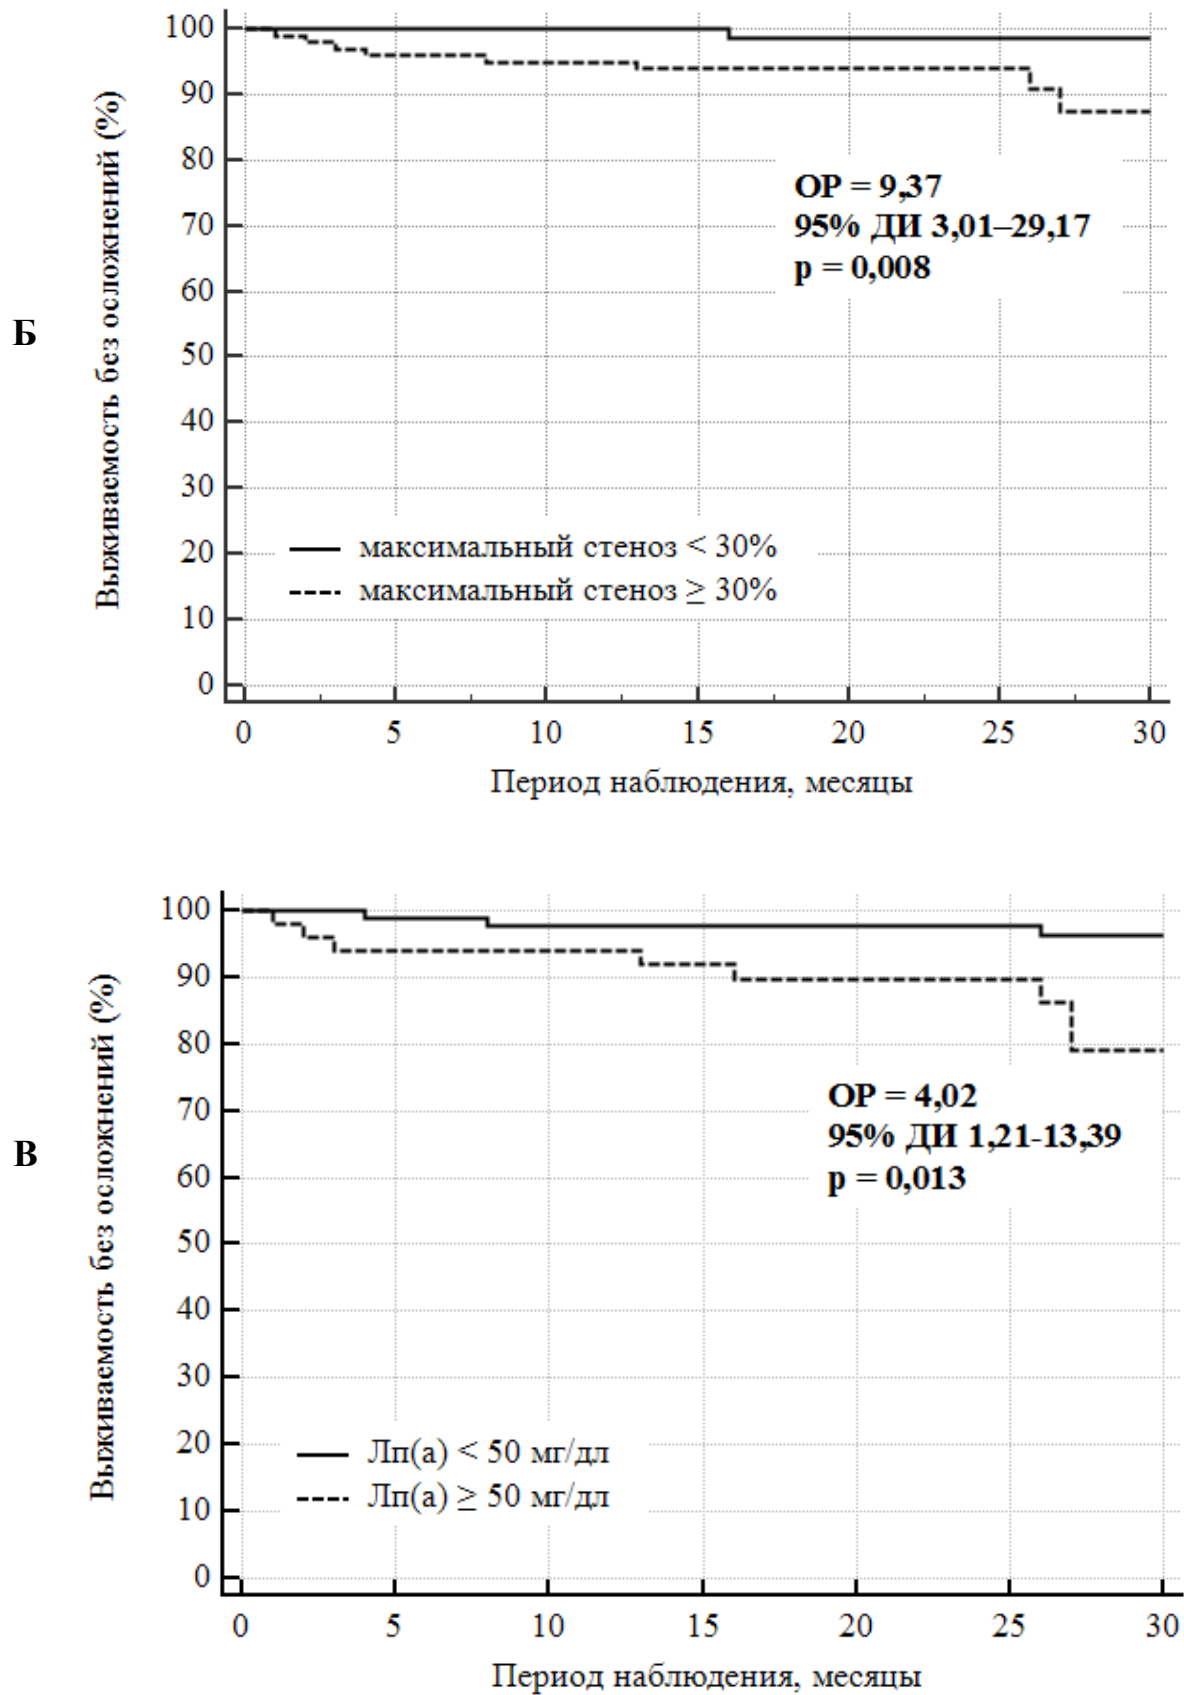 Б
Выживаемость без осложнений (%)
100
90
80
70
60
50
40
30
20
10
0
ОР = 9,37
95% ДИ 3,01–29,17
р = 0,008
максимальный стеноз < 30%
максимальный стеноз ≥ 30%
0 5 10 15 20 25 30
Период наблюдения, месяцы
В
Выживаемость без осложнений (%)
100
90
80
70
60
50
40
30
20
10
0
ОР = 4,02
95% ДИ 1,21-13,39
р = 0,013
Лп(а) < 50 мг/дл
Лп(а) ≥ 50 мг/дл
0 5 10 15 20 25 30
Период наблюдения, месяцы